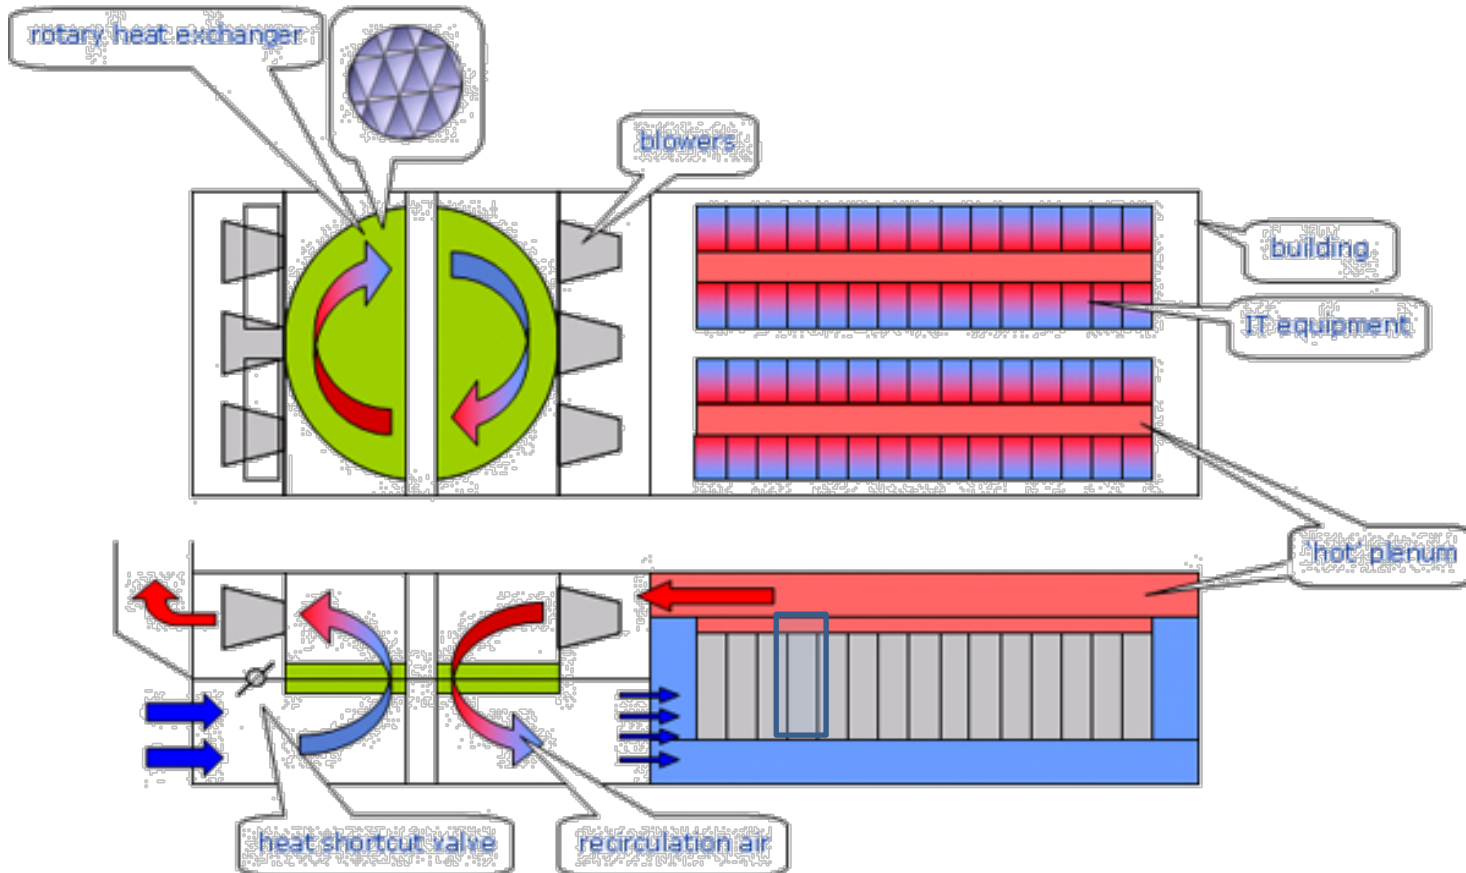 rotary heat exchanger
blowers
building
IT equipment
'hot' plenum
heat shortcut valve
recirculation air